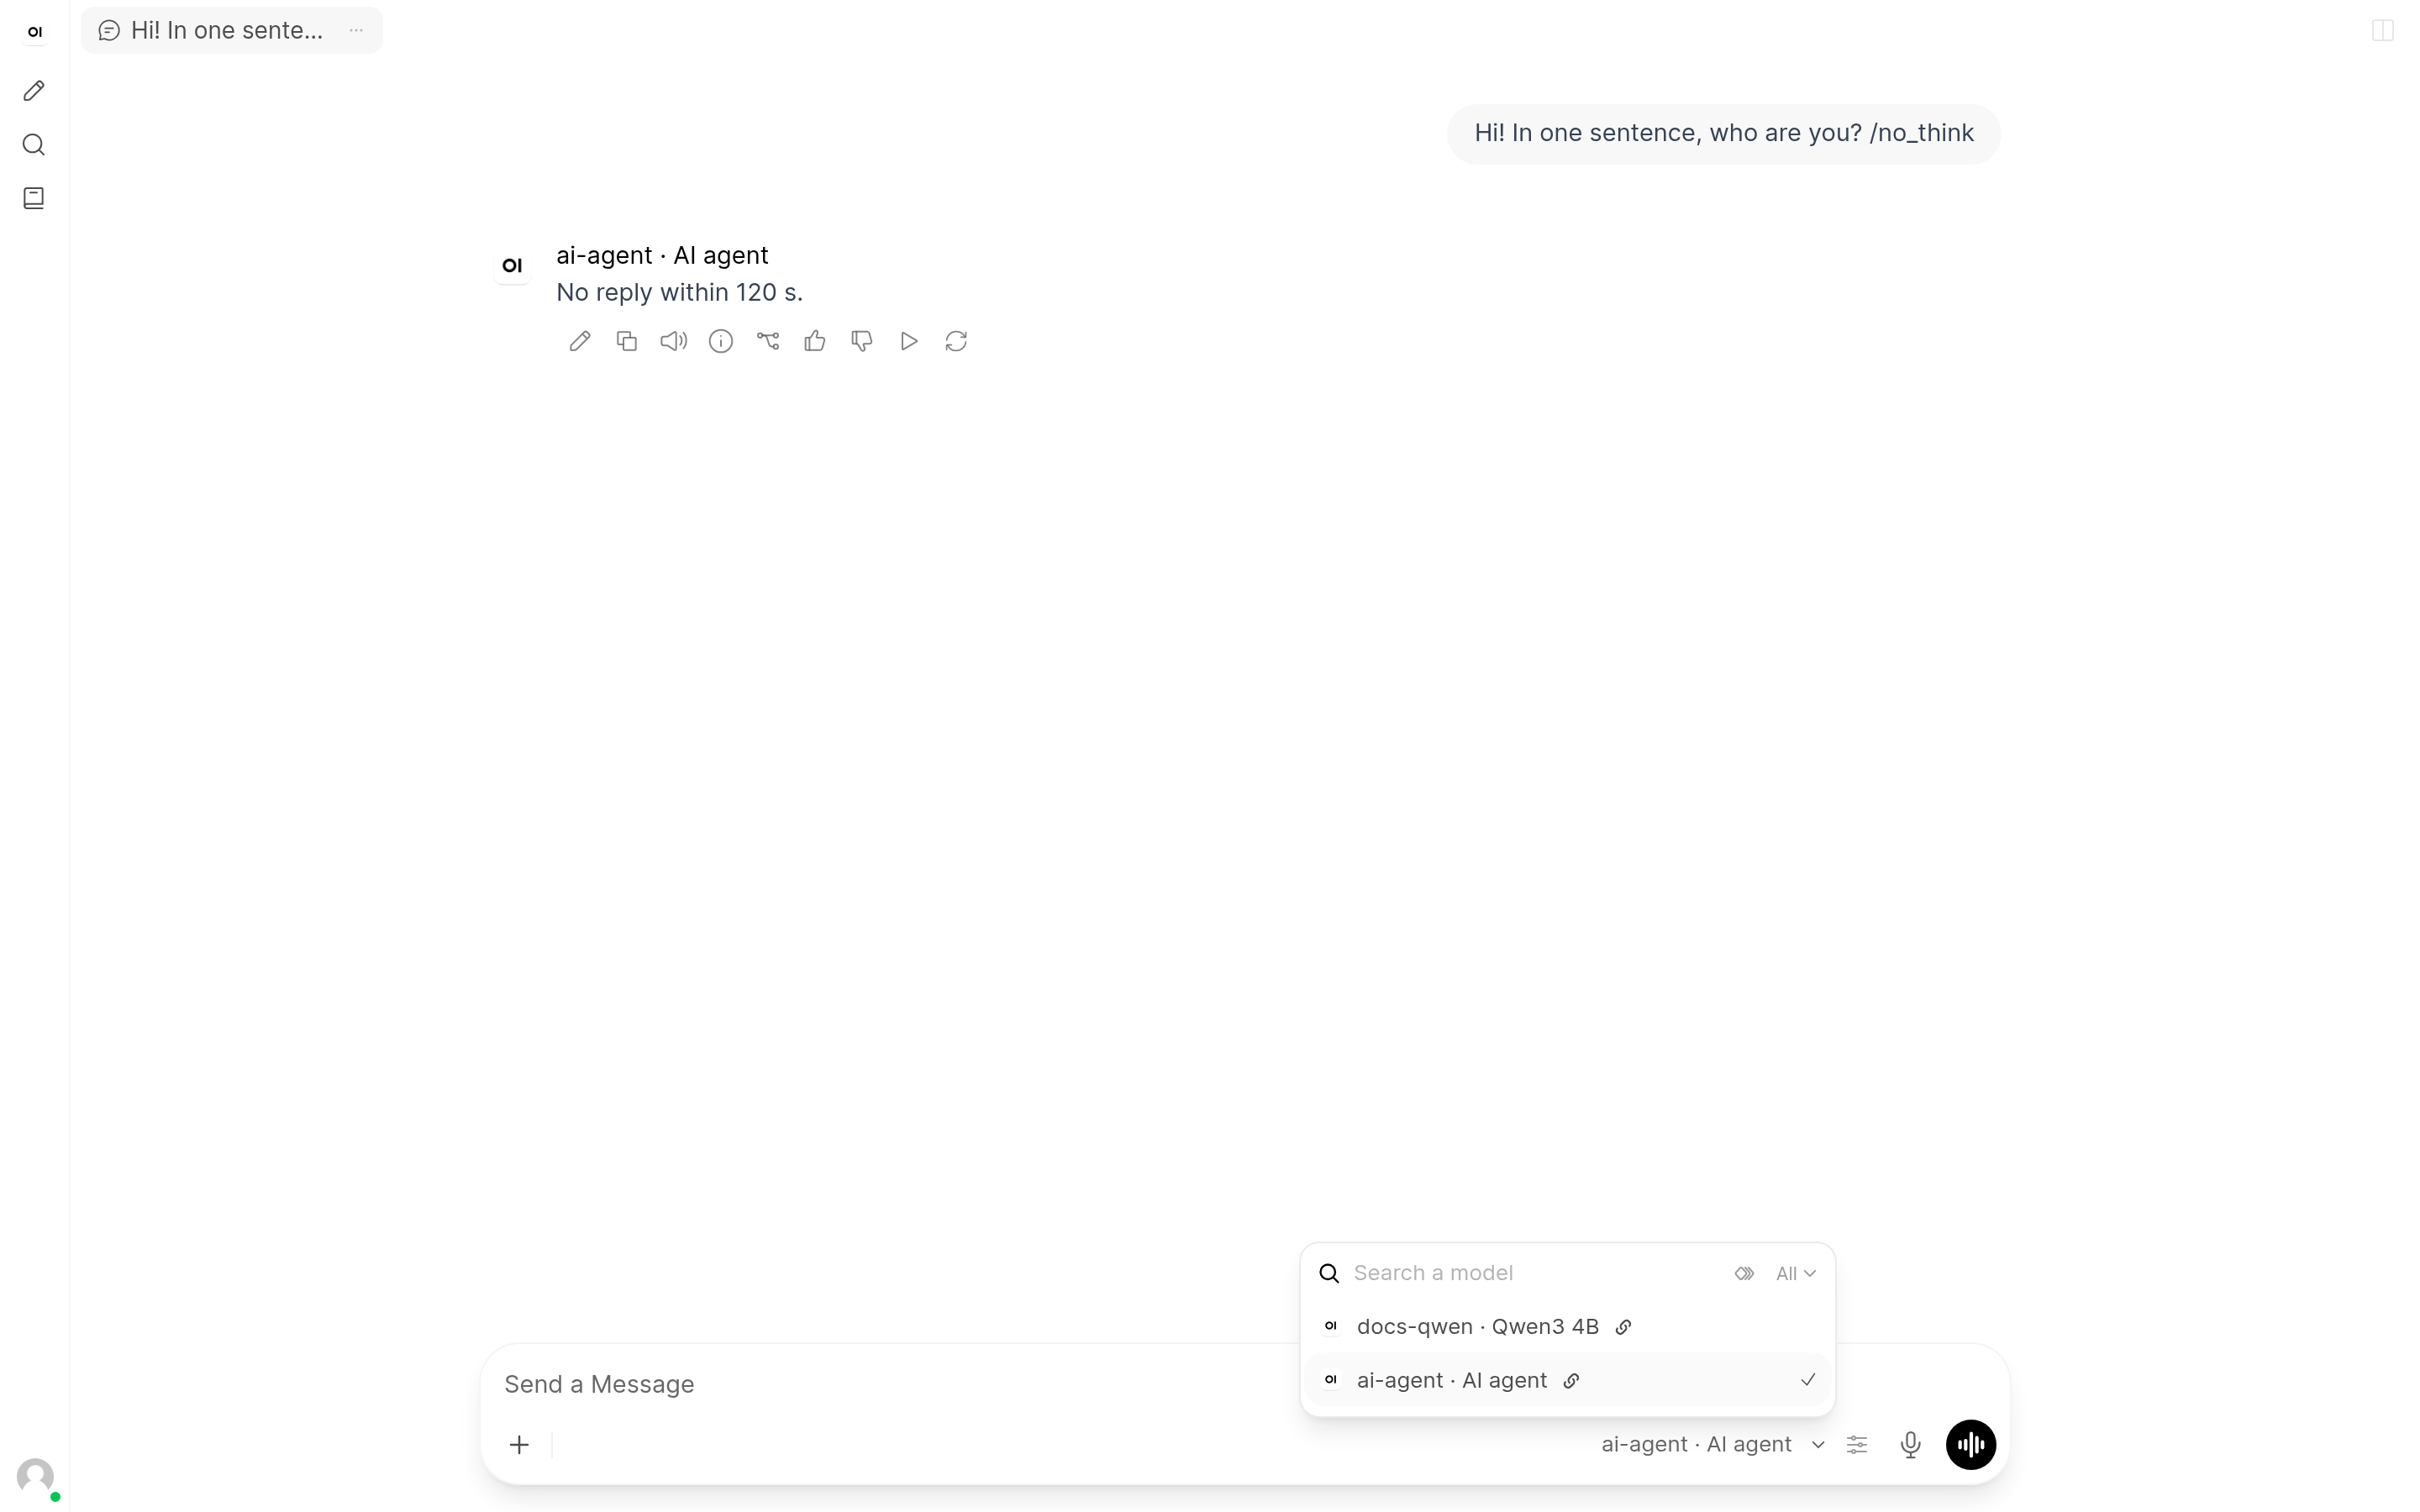 OI
Hi! In one sente...
Hi! In one sentence, who are you? /no_think
OI
ai-agent · AI agent
No reply within 120 s.
Search a model
All
OI docs-qwen · Qwen3 4B
OI ai-agent · AI agent
Send a Message
ai-agent · AI agent